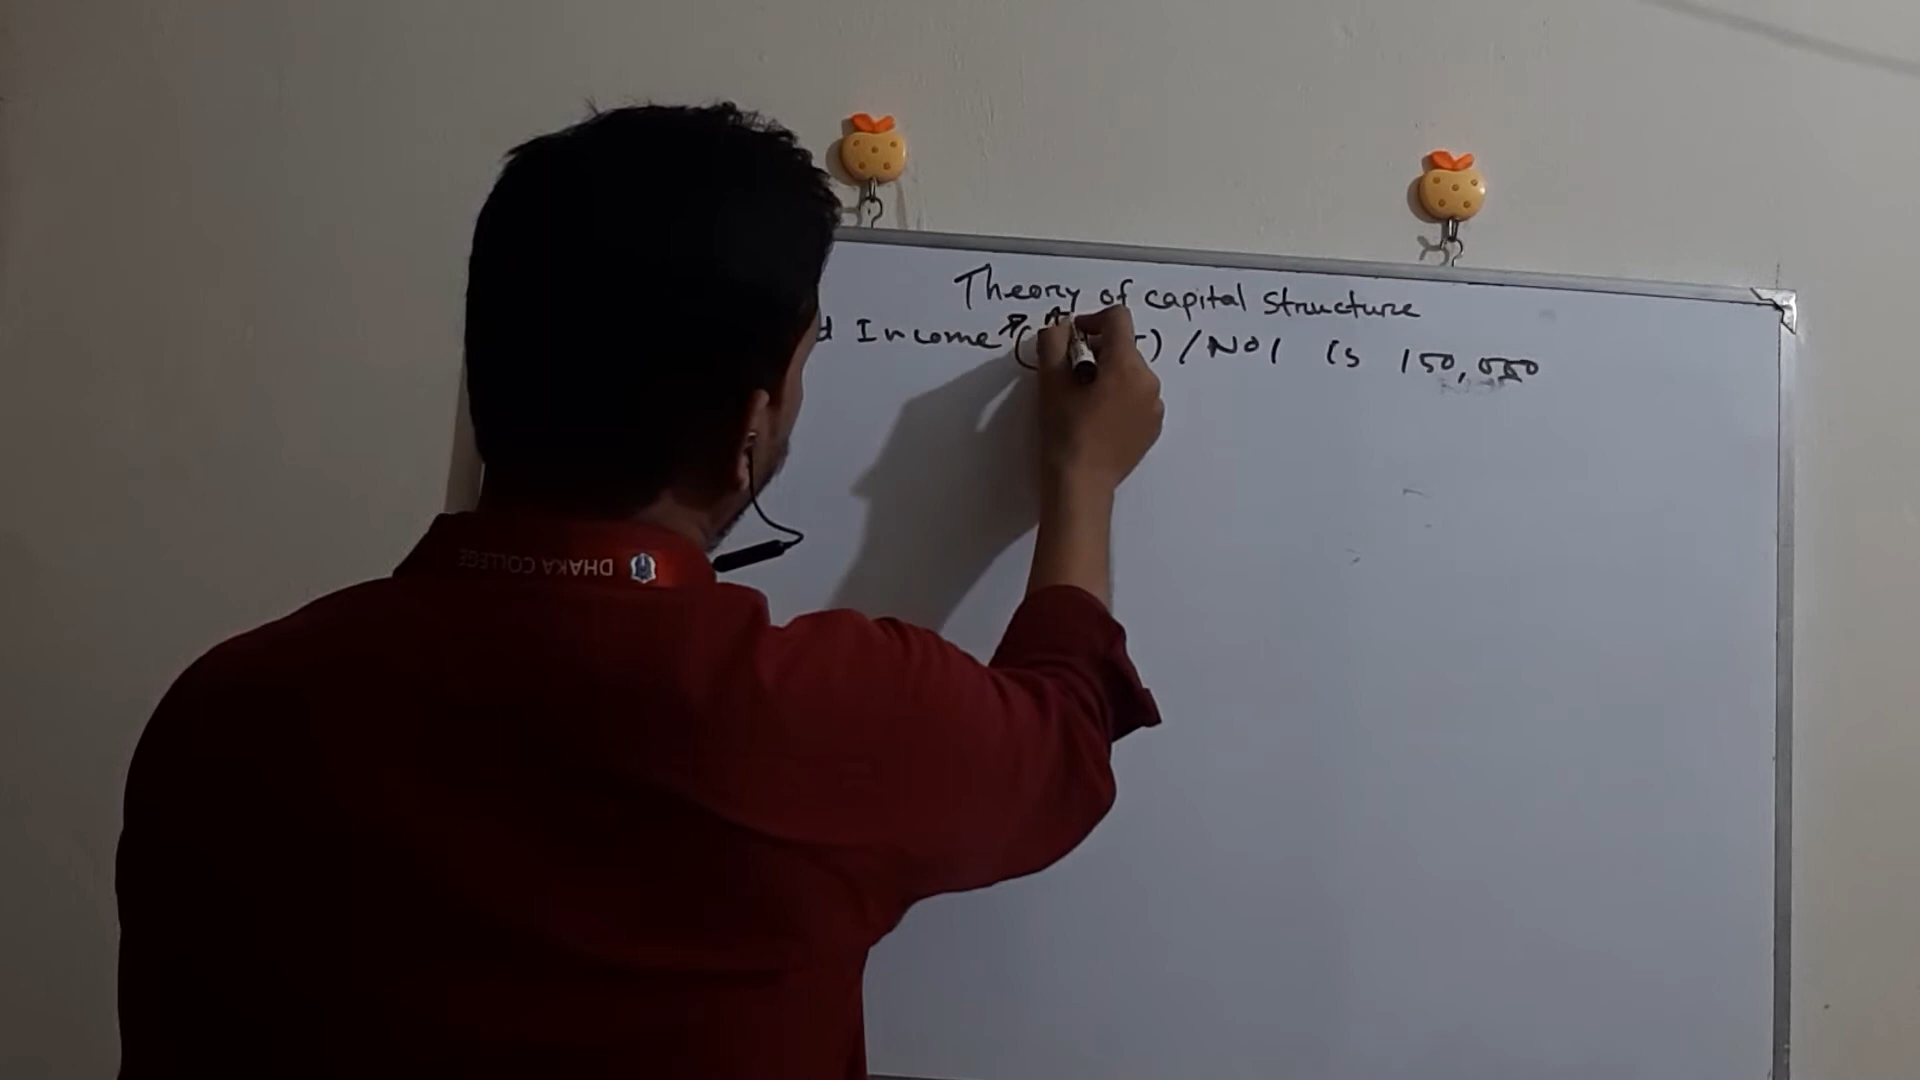 Theory of capital structure
d Income ( ) / NOI is 150,000
DHAKA COLLEGE